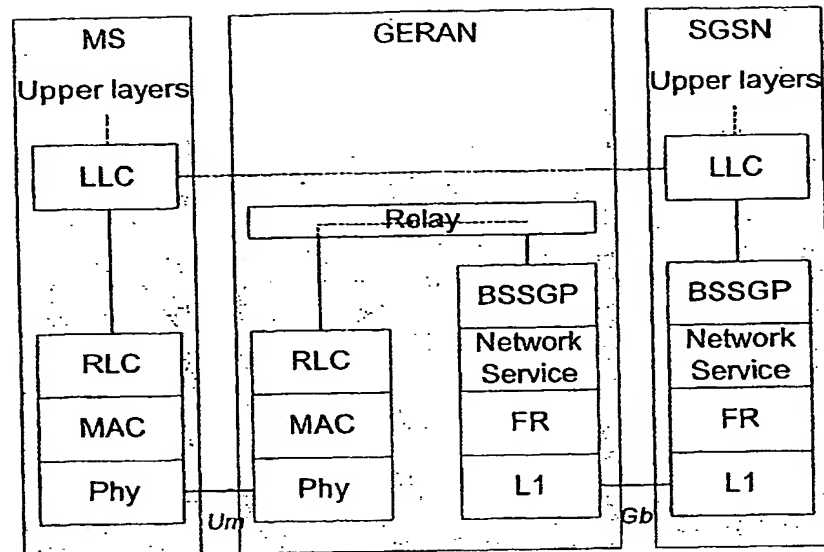 MS
Upper layers
LLC
RLC
MAC
Phy
Um
GERAN
Relay
RLC
MAC
Phy
BSSGP
Network
Service
FR
L1
Gb
SGSN
Upper layers
LLC
BSSGP
Network
Service
FR
L1